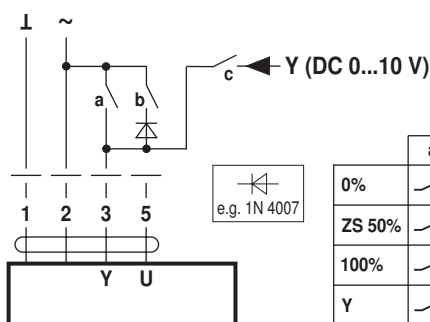 ⊥ ~
a b c Y (DC 0...10 V)
a
e.g. 1N 4007
0%
ZS 50%
100%
Y
1 2 3 5
Y U